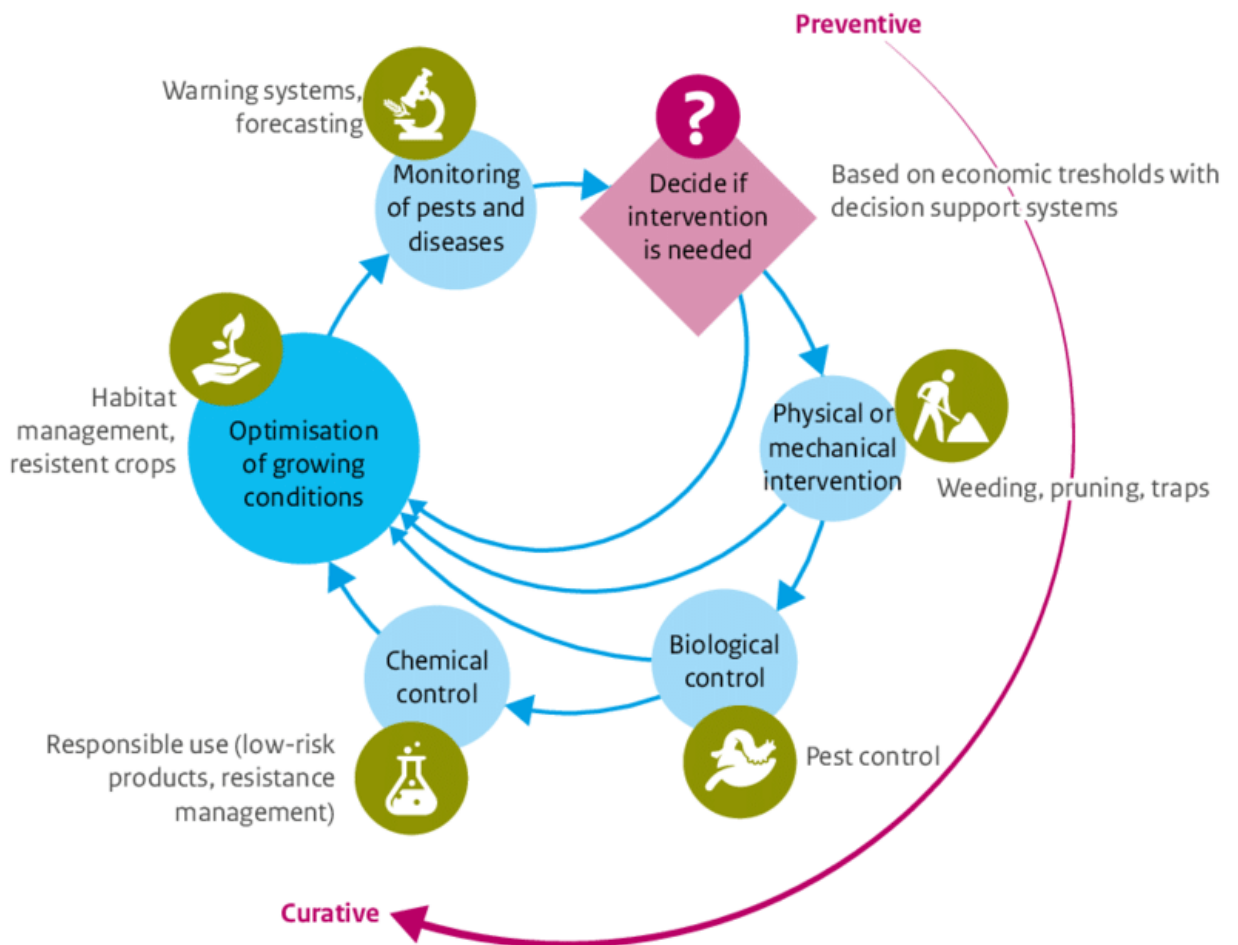 Preventive
Warning systems,
forecasting
Monitoring
of pests and
diseases
?
Decide if
intervention
is needed
Based on economic tresholds with
decision support systems
Habitat
management,
resistent crops
Optimisation
of growing
conditions
Physical or
mechanical
intervention
Weeding, pruning, traps
Biological
control
Pest control
Chemical
control
Responsible use (low-risk
products, resistance
management)
Curative